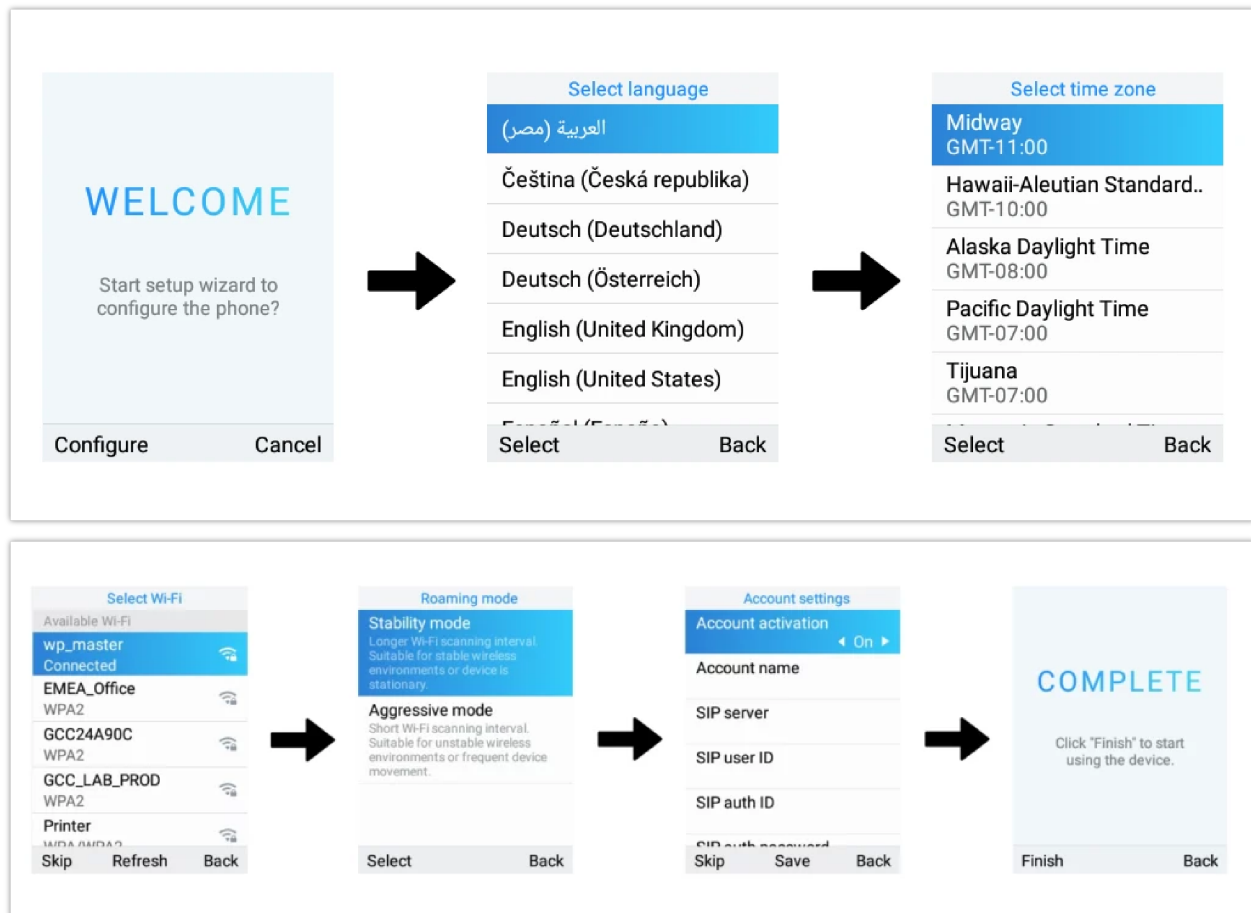 WELCOME
Start setup wizard to
configure the phone?
Configure Cancel
Select language
العربية (مصر)
Čeština (Česká republika)
Deutsch (Deutschland)
Deutsch (Österreich)
English (United Kingdom)
English (United States)
Español (España)
Select Back
Select time zone
Midway
GMT-11:00
Hawaii-Aleutian Standard..
GMT-10:00
Alaska Daylight Time
GMT-08:00
Pacific Daylight Time
GMT-07:00
Tijuana
GMT-07:00
Select Back
Select Wi-Fi
Available Wi-Fi
wp_master
Connected
EMEA_Office
WPA2
GCC24A90C
WPA2
GCC_LAB_PROD
WPA2
Printer
WPA/WPA2
Skip Refresh Back
Roaming mode
Stability mode
Longer Wi-Fi scanning interval.
Suitable for stable wireless
environments or device is
stationary.
Aggressive mode
Short Wi-Fi scanning interval.
Suitable for unstable wireless
environments or frequent device
movement.
Select Back
Account settings
Account activation
On
Account name
SIP server
SIP user ID
SIP auth ID
SIP auth password
Skip Save Back
COMPLETE
Click "Finish" to start
using the device.
Finish Back